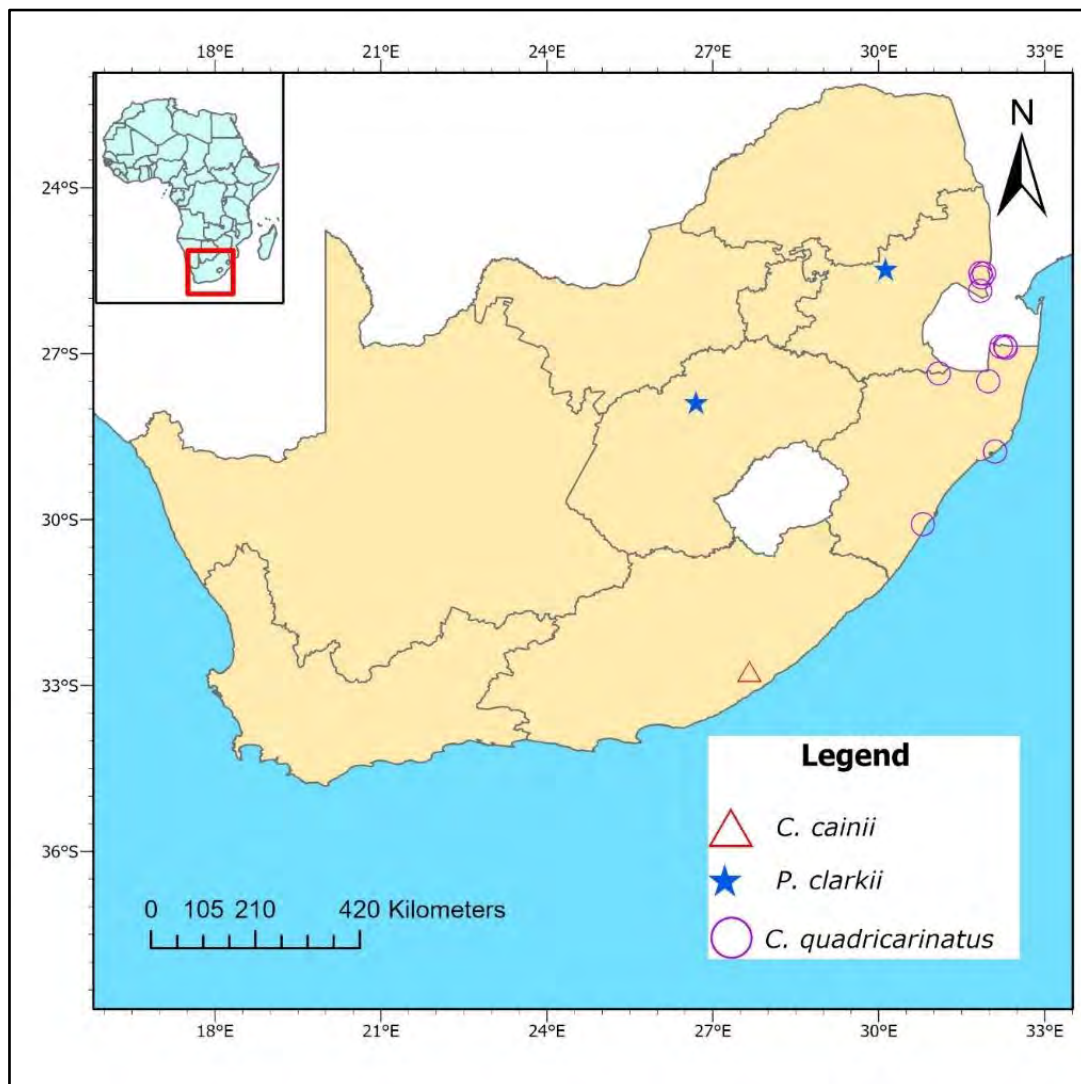 18°E 21°E 24°E 27°E 30°E 33°E
N
24°S
27°S
30°S
33°S
36°S
Legend
C. cainii
P. clarkii
C. quadricarinatus
0 105 210 420 Kilometers
18°E 21°E 24°E 27°E 30°E 33°E